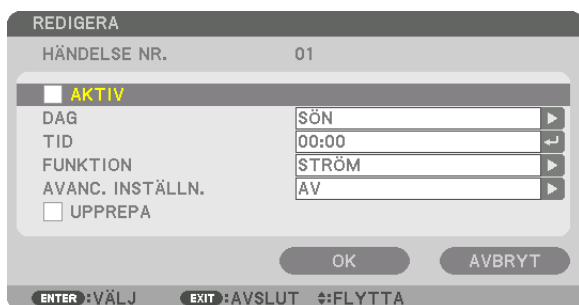 REDIGERA
HÄNDELSE NR. 01
AKTIV
DAG SÖN
TID 00:00
FUNKTION STRÖM
AVANC. INSTÄLLN. AV
UPPREPA
OK AVBRYT
ENTER:VÄLJ EXIT:AVSLUT :FLYTTA